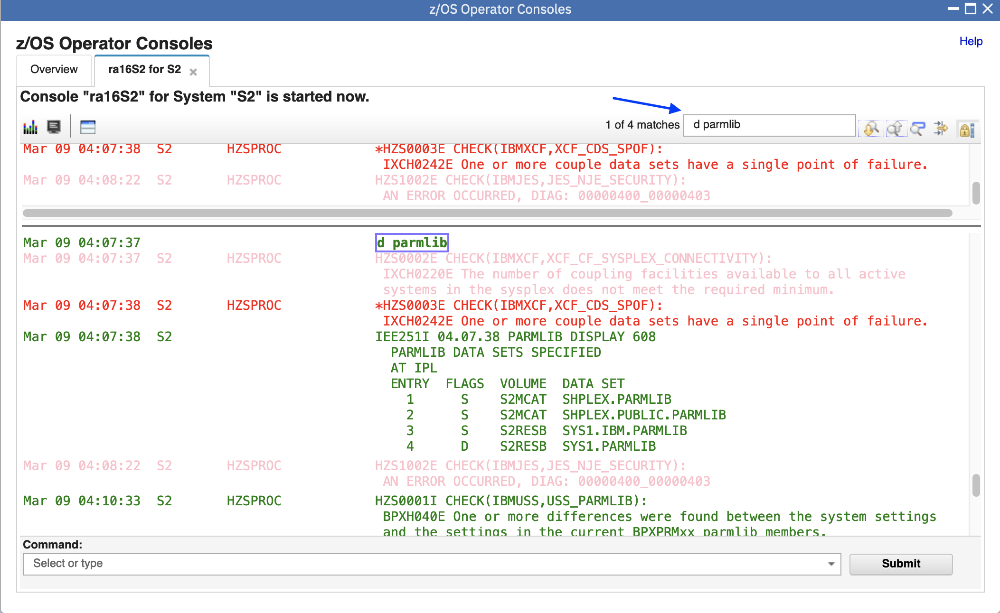 z/OS Operator Consoles
z/OS Operator Consoles
Help
Overview
ra16S2 for S2
Console "ra16S2" for System "S2" is started now.
1 of 4 matches d parmlib
Mar 09 04:07:38 S2 HZSPROC *HZS0003E CHECK(IBMXCF,XCF_CDS_SPOF):
IXCH0242E One or more couple data sets have a single point of failure.
Mar 09 04:08:22 S2 HZSPROC HZS1002E CHECK(IBMJES,JES_NJE_SECURITY):
AN ERROR OCCURRED, DIAG: 00000400_00000403
Mar 09 04:07:37 d parmlib
Mar 09 04:07:37 S2 HZSPROC HZS0002E CHECK(IBMXCF,XCF_CF_SYSPLEX_CONNECTIVITY):
IXCH0220E The number of coupling facilities available to all active
systems in the sysplex does not meet the required minimum.
Mar 09 04:07:38 S2 HZSPROC *HZS0003E CHECK(IBMXCF,XCF_CDS_SPOF):
IXCH0242E One or more couple data sets have a single point of failure.
Mar 09 04:07:38 S2 IEE251I 04.07.38 PARMLIB DISPLAY 608
PARMLIB DATA SETS SPECIFIED
AT IPL
ENTRY FLAGS VOLUME DATA SET
1 S S2MCAT SHPLEX.PARMLIB
2 S S2MCAT SHPLEX.PUBLIC.PARMLIB
3 S S2RESB SYS1.IBM.PARMLIB
4 D S2RESB SYS1.PARMLIB
Mar 09 04:08:22 S2 HZSPROC HZS1002E CHECK(IBMJES,JES_NJE_SECURITY):
AN ERROR OCCURRED, DIAG: 00000400_00000403
Mar 09 04:10:33 S2 HZSPROC HZS0001I CHECK(IBMUSS,USS_PARMLIB):
BPXH040E One or more differences were found between the system settings
and the settings in the current BPXPRMxx parmlib members.
Command:
Select or type
Submit